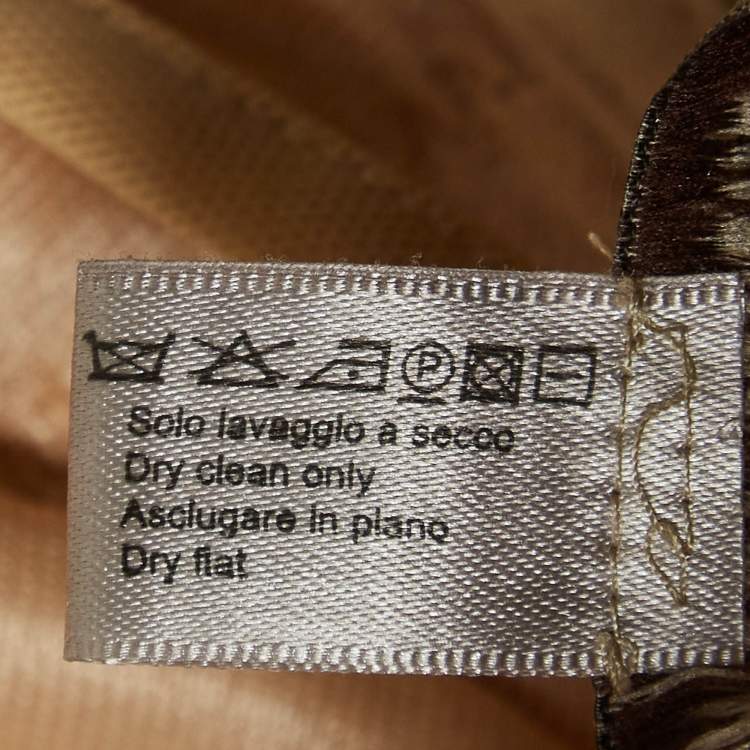 P
Solo lavaggio a secco
Dry clean only
Asciugare in piano
Dry flat